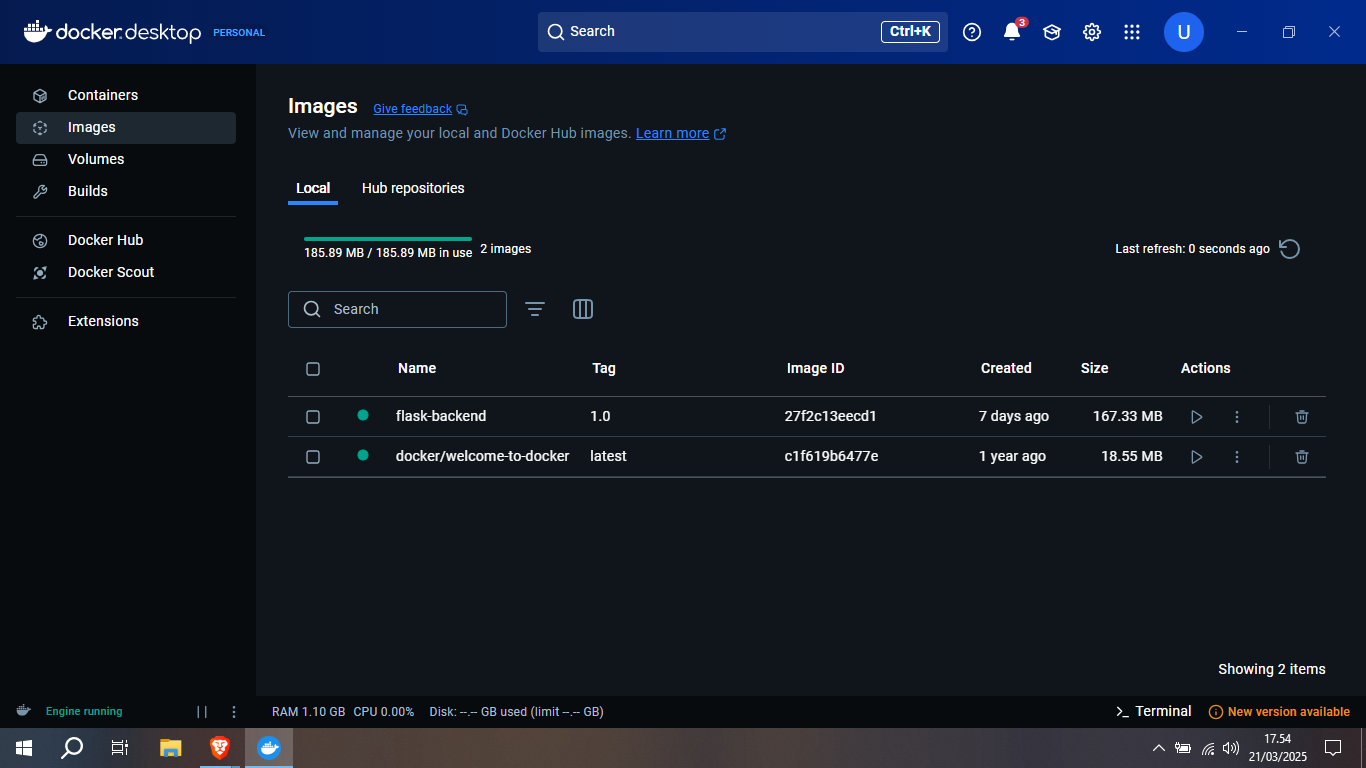 docker.desktop PERSONAL
Search Ctrl+K 3 U
Containers
Images
Volumes
Builds
Docker Hub
Docker Scout
Extensions
Images Give feedback
View and manage your local and Docker Hub images. Learn more
Local Hub repositories
185.89 MB / 185.89 MB in use 2 images
Last refresh: 0 seconds ago
Search
Name Tag Image ID Created Size Actions
flask-backend 1.0 27f2c13eecd1 7 days ago 167.33 MB
docker/welcome-to-docker latest c1f619b6477e 1 year ago 18.55 MB
Showing 2 items
Engine running RAM 1.10 GB CPU 0.00% Disk: --.-- GB used (limit --.-- GB) Terminal New version available
17.54
21/03/2025